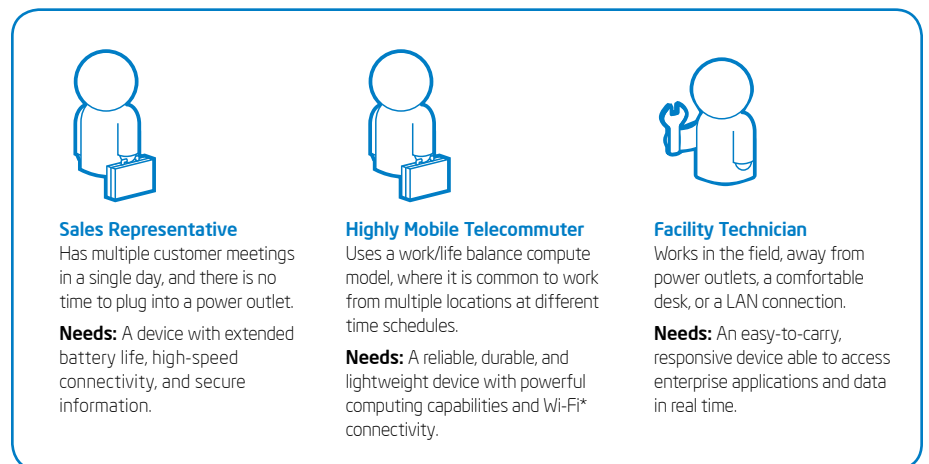 Sales Representative
Has multiple customer meetings
in a single day, and there is no
time to plug into a power outlet.
Needs: A device with extended
battery life, high-speed
connectivity, and secure
information.
Highly Mobile Telecommuter
Uses a work/life balance compute
model, where it is common to work
from multiple locations at different
time schedules.
Needs: A reliable, durable, and
lightweight device with powerful
computing capabilities and Wi-Fi*
connectivity.
Facility Technician
Works in the field, away from
power outlets, a comfortable
desk, or a LAN connection.
Needs: An easy-to-carry,
responsive device able to access
enterprise applications and data
in real time.